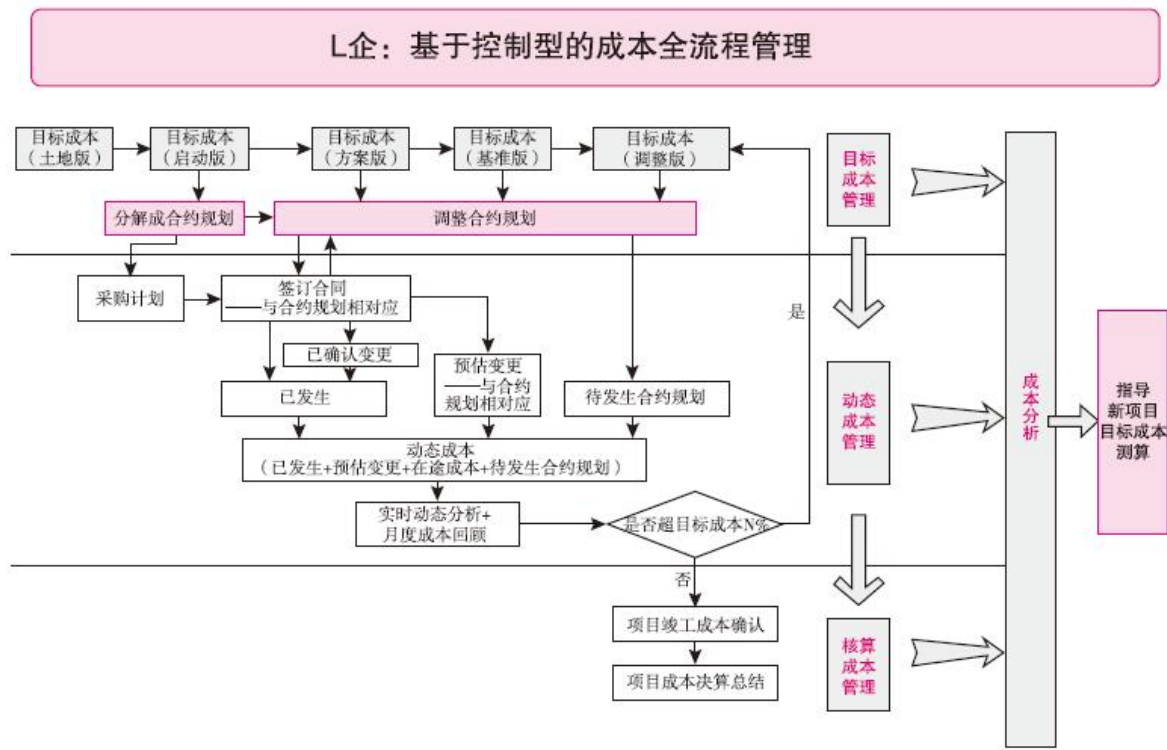 L企：基于控制型的成本全流程管理
目标成本
（土地版）
目标成本
（启动版）
目标成本
（方案版）
目标成本
（基准版）
目标成本
（调整版）
目标
成本
管理
分解成合约规划
调整合约规划
采购计划
签订合同
——与合约规划相对应
是
已确认变更
预估变更
——与合约
规划相对应
已发生
待发生合约规划
动态
成本
管理
成本分析
指导
新项目
目标成本
测算
动态成本
（已发生+预估变更+在途成本+待发生合约规划）
实时动态分析+
月度成本回顾
是否超目标成本N%
否
项目竣工成本确认
项目成本决算总结
核算
成本
管理